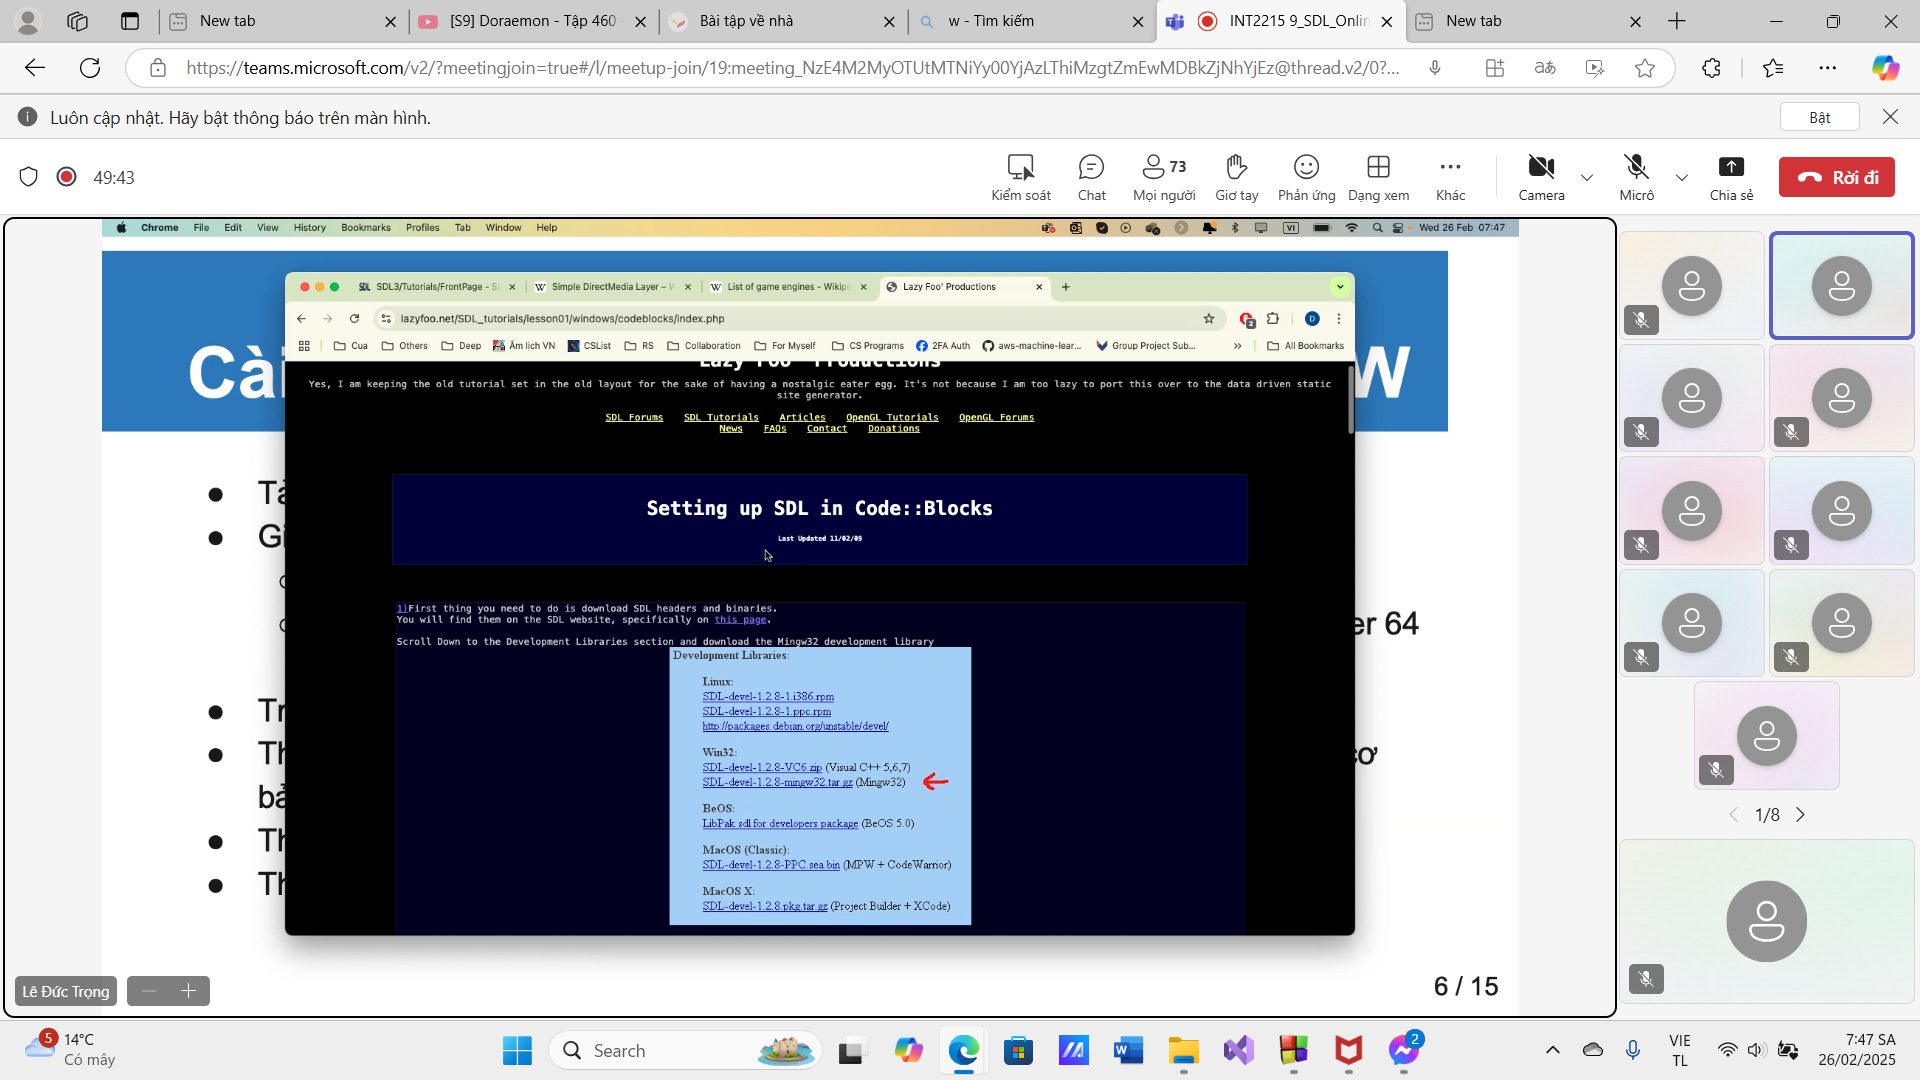 New tab
[S9] Doraemon - Tập 460
Bài tập về nhà
w - Tìm kiếm
INT2215 9_SDL_Onlin
New tab
https://teams.microsoft.com/v2/?meetingjoin=true#/l/meetup-join/19:meeting_NzE4M2MyOTUtMTNiYy00YjAzLThiMzgtZmEwMDBkZjNhYjEz@thread.v2/0?...
Luôn cập nhật. Hãy bật thông báo trên màn hình.
Bật
49:43
Kiểm soát
Chat
73
Mọi người
Giơ tay
Phản ứng
Dạng xem
Khác
Camera
Micrô
Chia sẻ
Rời đi
Chrome File Edit View History Bookmarks Profiles Tab Window Help
VI
Wed 26 Feb 07:47
Cài
W
SDL3/Tutorials/FrontPage - S
Simple DirectMedia Layer – W
List of game engines - Wikipe
Lazy Foo' Productions
lazyfoo.net/SDL_tutorials/lesson01/windows/codeblocks/index.php
Cua Others Deep Âm lịch VN CSList RS Collaboration For Myself CS Programs 2FA Auth aws-machine-lear... Group Project Sub... » All Bookmarks
Lazy Foo' Productions
Yes, I am keeping the old tutorial set in the old layout for the sake of having a nostalgic eater egg. It's not because I am too lazy to port this over to the data driven static
site generator.
SDL Forums SDL Tutorials Articles OpenGL Tutorials OpenGL Forums
News FAQs Contact Donations
Setting up SDL in Code::Blocks
Last Updated 11/02/09
1)First thing you need to do is download SDL headers and binaries.
You will find them on the SDL website, specifically on this page.
Scroll Down to the Development Libraries section and download the Mingw32 development library
Development Libraries:
Linux:
SDL-devel-1.2.8-1.i386.rpm
SDL-devel-1.2.8-1.ppc.rpm
http://packages.debian.org/unstable/devel/
Win32:
SDL-devel-1.2.8-VC6.zip (Visual C++ 5,6,7)
SDL-devel-1.2.8-mingw32.tar.gz (Mingw32)
BeOS:
LibPak sdl for developers package (BeOS 5.0)
MacOS (Classic):
SDL-devel-1.2.8-PPC.sea.bin (MPW + CodeWarrior)
MacOS X:
SDL-devel-1.2.8.pkg.tar.gz (Project Builder + XCode)
er 64
cơ
6 / 15
Lê Đức Trọng
1/8
5
14°C
Có mây
Search
2
VIE
TL
7:47 SA
26/02/2025